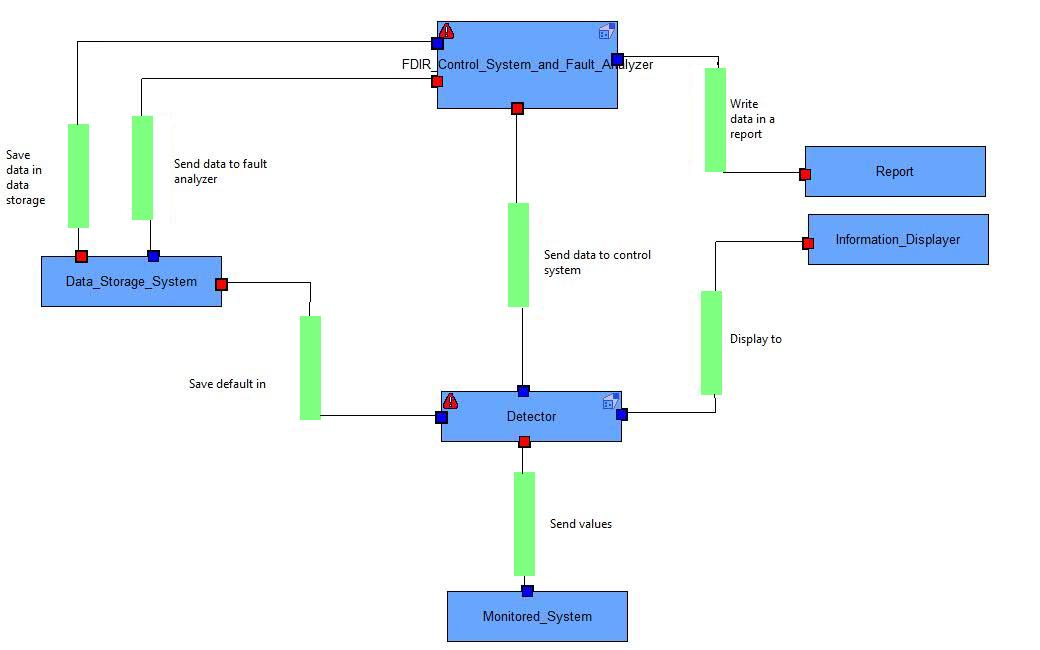 FDIR_Control_System_and_Fault_Analyzer
Write
data in a
report
Save
data in
data
storage
Send data to fault
analyzer
Report
Information_Displayer
Send data to control
system
Data_Storage_System
Display to
Save default in
Detector
Send values
Monitored_System